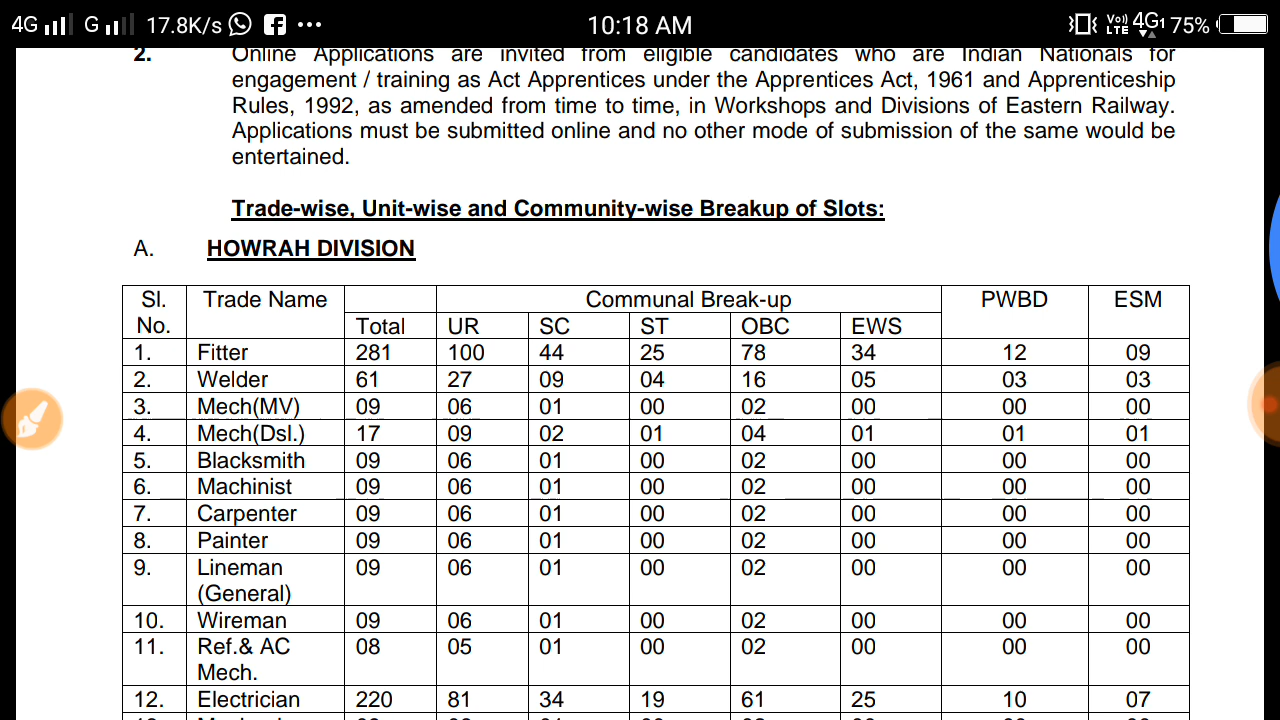 4G G 17.8K/s 10:18 AM Vo) LTE 4G1 75%
2. Online Applications are invited from eligible candidates who are Indian Nationals for
engagement / training as Act Apprentices under the Apprentices Act, 1961 and Apprenticeship
Rules, 1992, as amended from time to time, in Workshops and Divisions of Eastern Railway.
Applications must be submitted online and no other mode of submission of the same would be
entertained.
Trade-wise, Unit-wise and Community-wise Breakup of Slots:
A. HOWRAH DIVISION
Sl. Trade Name Communal Break-up PWBD ESM
No. Total UR SC ST OBC EWS
1. Fitter 281 100 44 25 78 34 12 09
2. Welder 61 27 09 04 16 05 03 03
3. Mech(MV) 09 06 01 00 02 00 00 00
4. Mech(Dsl.) 17 09 02 01 04 01 01 01
5. Blacksmith 09 06 01 00 02 00 00 00
6. Machinist 09 06 01 00 02 00 00 00
7. Carpenter 09 06 01 00 02 00 00 00
8. Painter 09 06 01 00 02 00 00 00
9. Lineman 09 06 01 00 02 00 00 00
(General)
10. Wireman 09 06 01 00 02 00 00 00
11. Ref.& AC 08 05 01 00 02 00 00 00
Mech.
12. Electrician 220 81 34 19 61 25 10 07